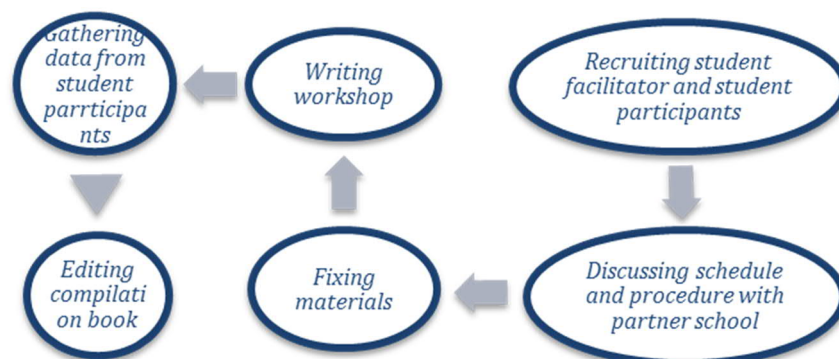 Gathering
data from
student
parrticipa
nts
Writing
workshop
Recruiting student
facilitator and student
participants
Editing
compilati
on book
Fixing
materials
Discussing schedule
and procedure with
partner school